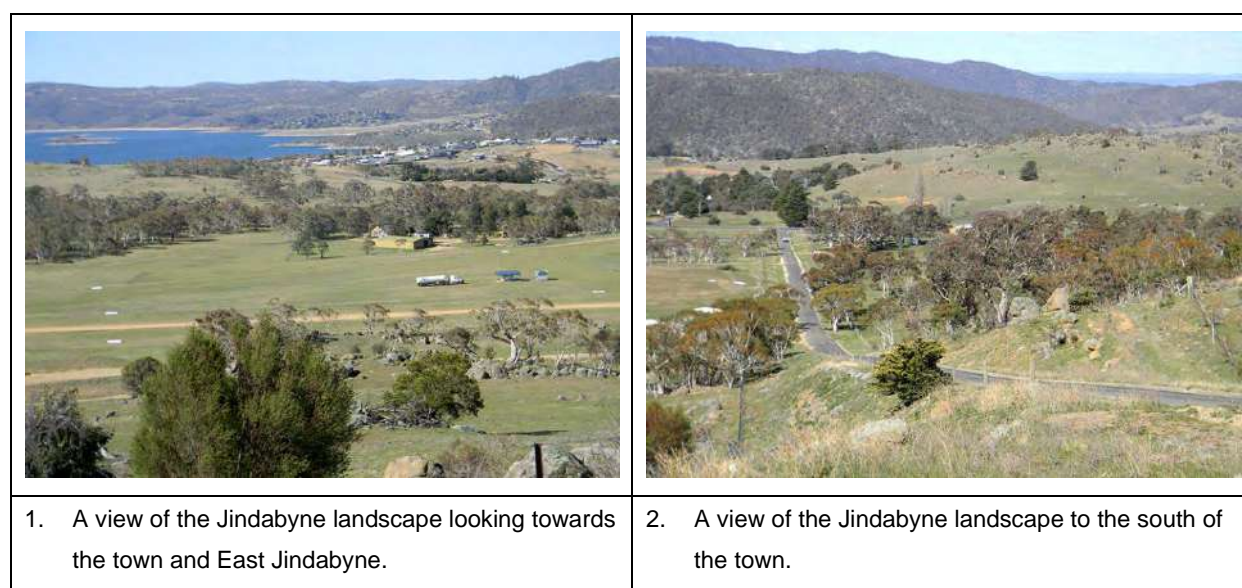 1. A view of the Jindabyne landscape looking towards
the town and East Jindabyne.
2. A view of the Jindabyne landscape to the south of
the town.